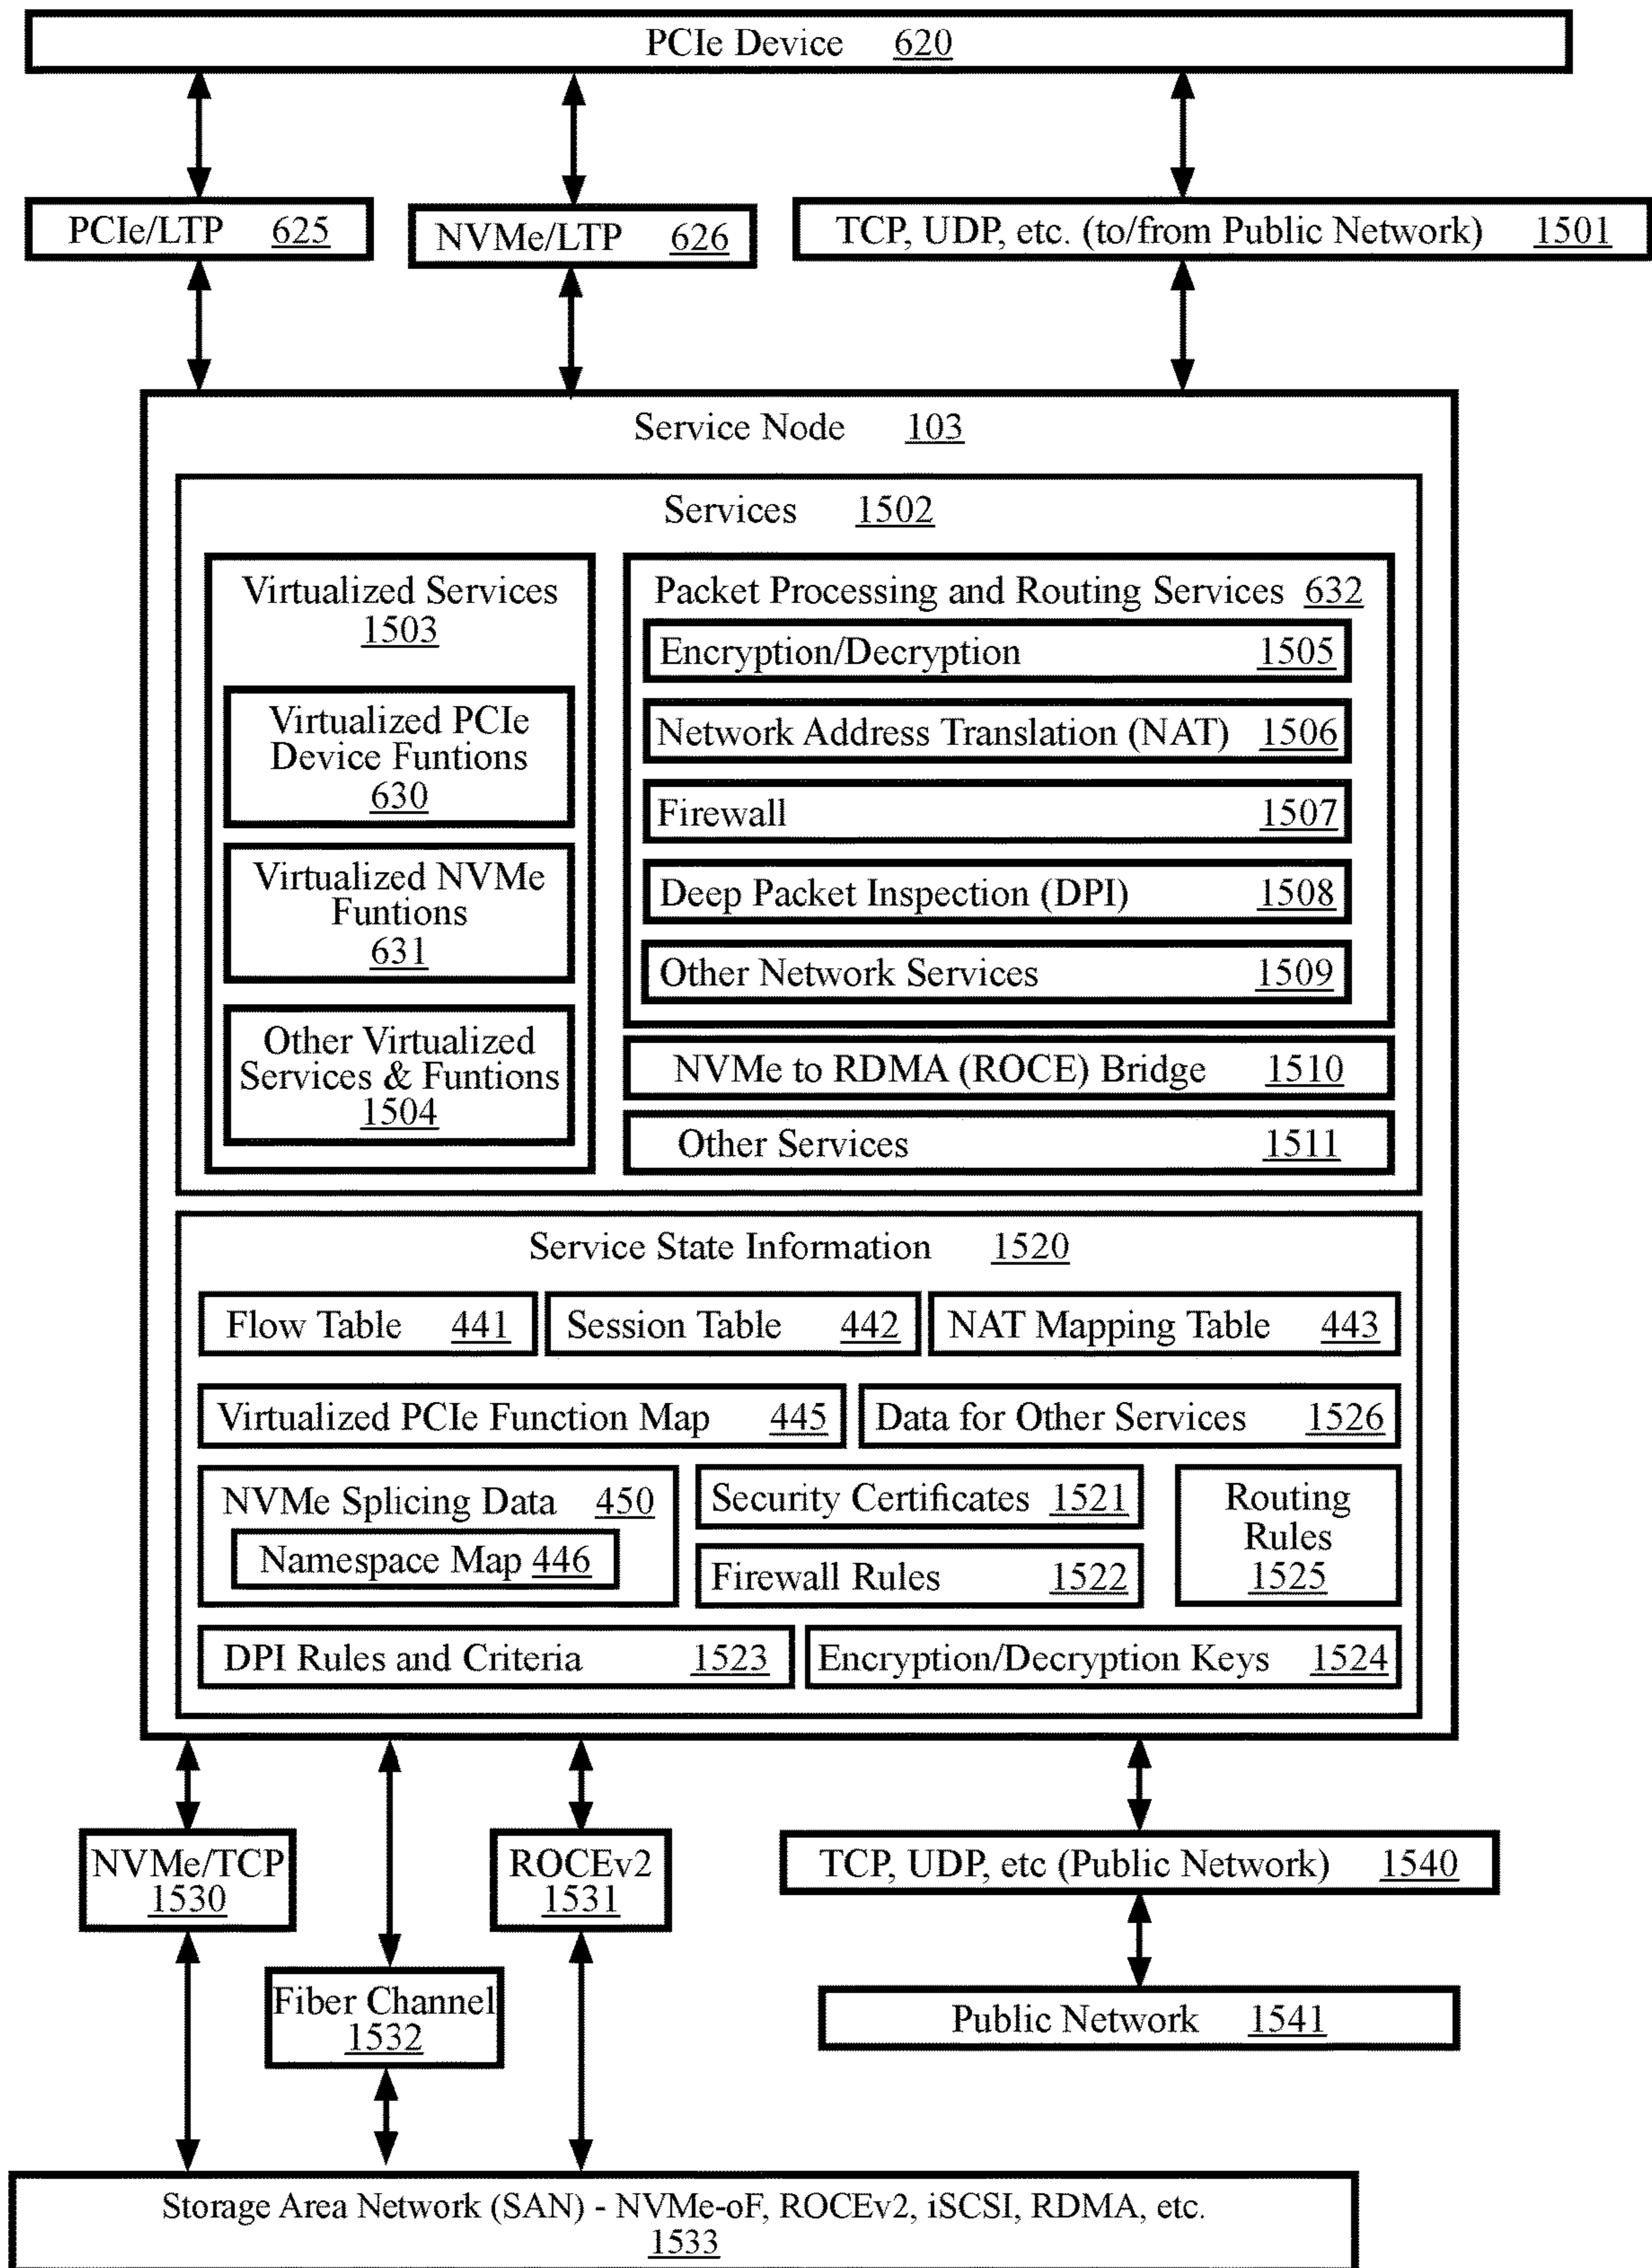 PCIe Device 620
PCIe/LTP 625
NVMe/LTP 626
TCP, UDP, etc. (to/from Public Network) 1501
Service Node 103
Services 1502
Virtualized Services
1503
Virtualized PCIe
Device Funtions
630
Virtualized NVMe
Funtions
631
Other Virtualized
Services & Funtions
1504
Packet Processing and Routing Services 632
Encryption/Decryption 1505
Network Address Translation (NAT) 1506
Firewall 1507
Deep Packet Inspection (DPI) 1508
Other Network Services 1509
NVMe to RDMA (ROCE) Bridge 1510
Other Services 1511
Service State Information 1520
Flow Table 441
Session Table 442
NAT Mapping Table 443
Virtualized PCIe Function Map 445
Data for Other Services 1526
NVMe Splicing Data 450
Namespace Map 446
Security Certificates 1521
Firewall Rules 1522
Routing
Rules
1525
DPI Rules and Criteria 1523
Encryption/Decryption Keys 1524
NVMe/TCP
1530
ROCEv2
1531
TCP, UDP, etc (Public Network) 1540
Fiber Channel
1532
Public Network 1541
Storage Area Network (SAN) - NVMe-oF, ROCEv2, iSCSI, RDMA, etc.
1533